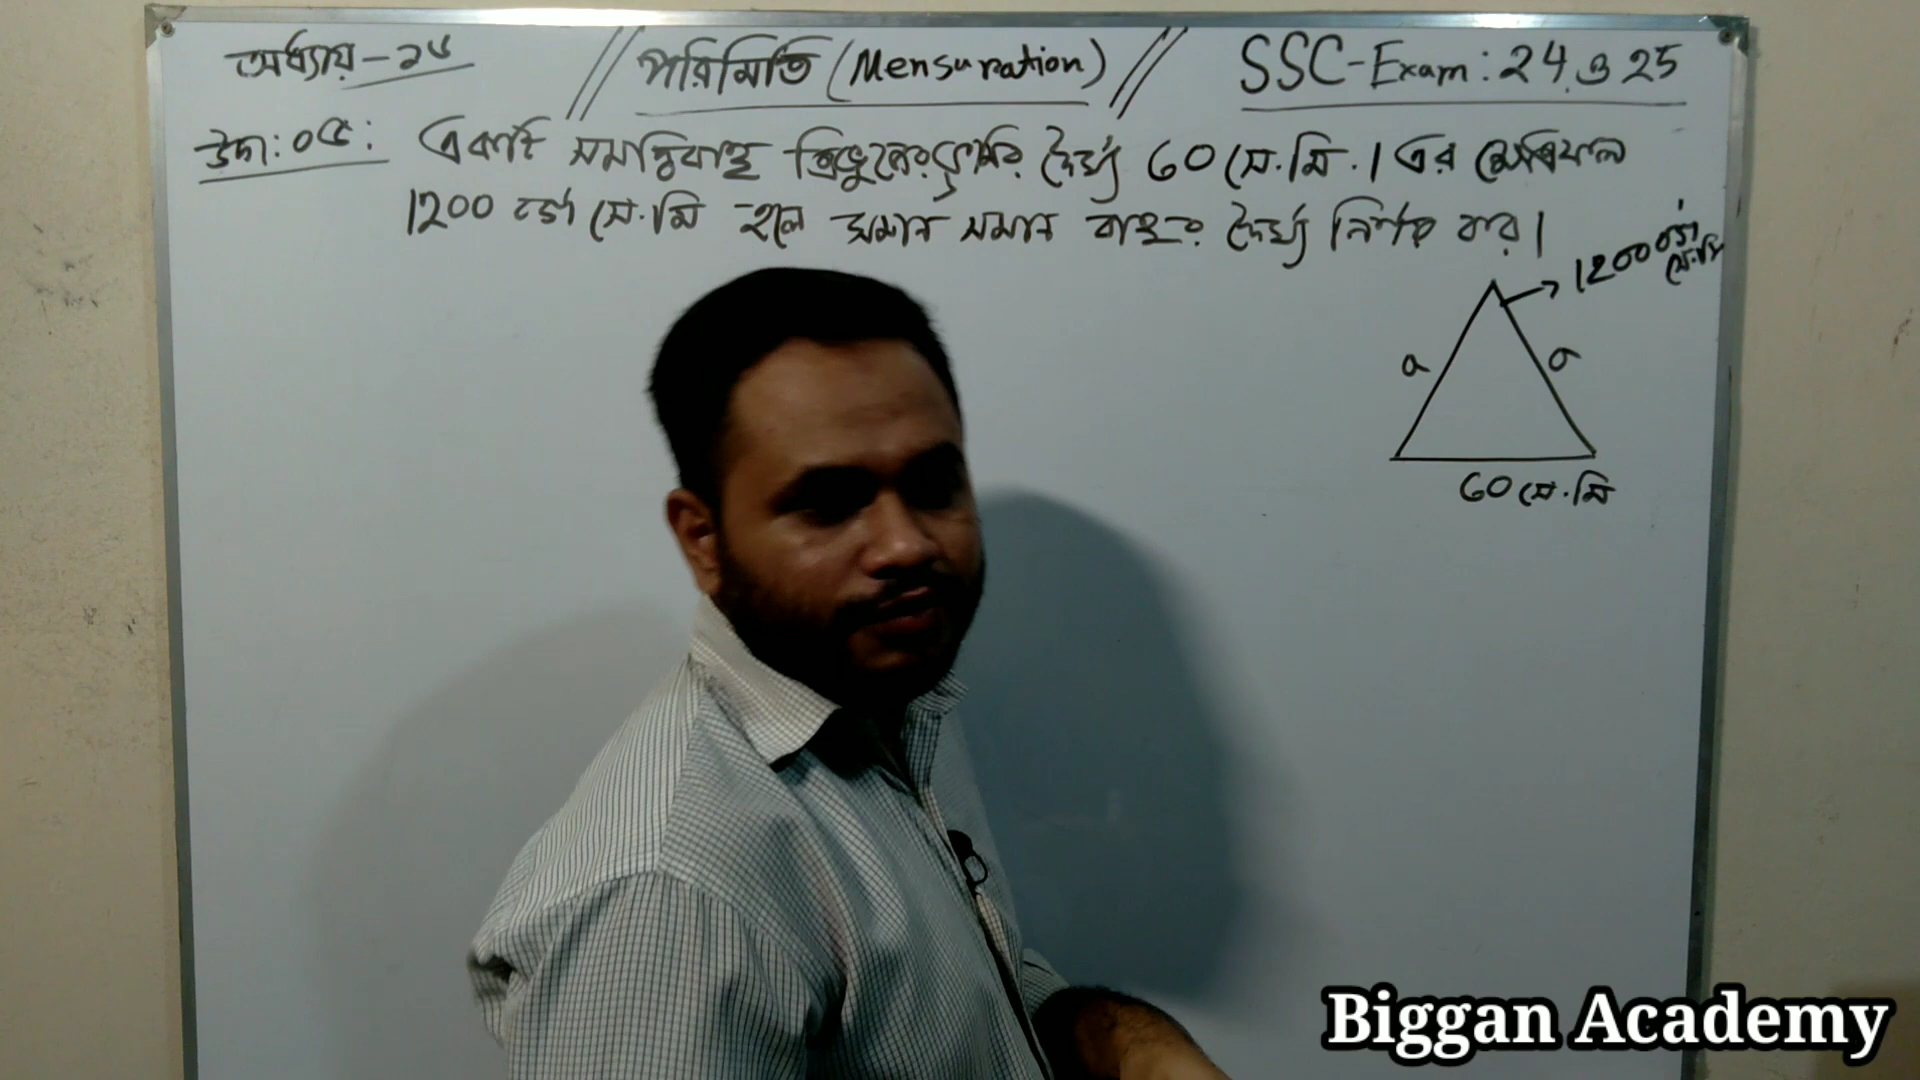 অধ্যায়-১৬ // পরিমিতি (Mensuration) // SSC-Exam: 24 ও 25
উদা: ০৫: একটি সমদ্বিবাহু ত্রিভুজের ভূমির দৈর্ঘ্য 60 সে.মি.। এর ক্ষেত্রফল
1200 বর্গ সে.মি হলে সমান সমান বাহুর দৈর্ঘ্য নির্ণয় কর।
1200 বর্গ
সে.মি
a
a
60 সে.মি
Biggan Academy